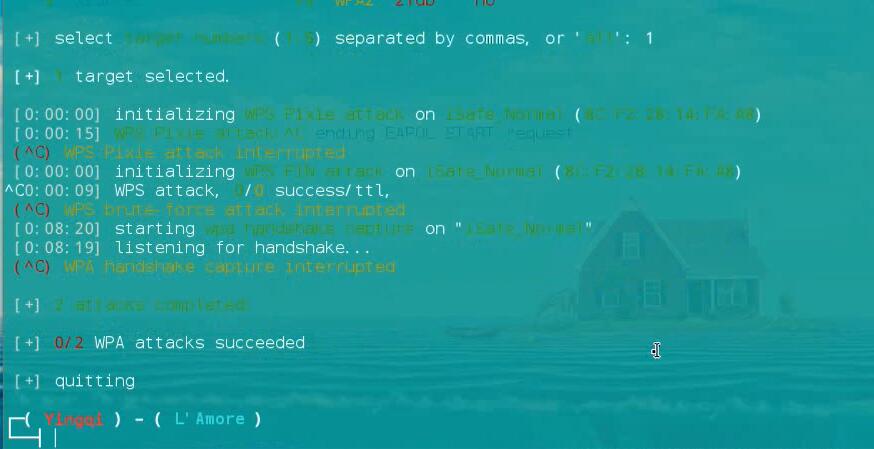 WPA2 21db no
[+] select target numbers (1-5) separated by commas, or 'all': 1
[+] 1 target selected.
[0:00:00] initializing WPS Pixie attack on iSafe_Normal (8C:F2:28:14:FA:A8)
[0:00:15] WPS Pixie attack:^C ending EAPOL START request
(^C) WPS Pixie attack interrupted
[0:00:00] initializing WPS PIN attack on iSafe_Normal (8C:F2:28:14:FA:A8)
^C0:00:09] WPS attack, 0/0 success/ttl,
(^C) WPS brute-force attack interrupted
[0:08:20] starting wpa handshake capture on "iSafe_Normal"
[0:08:19] listening for handshake...
(^C) WPA handshake capture interrupted
[+] 2 attacks completed:
[+] 0/2 WPA attacks succeeded
[+] quitting
( Yingqi ) - ( L'Amore )